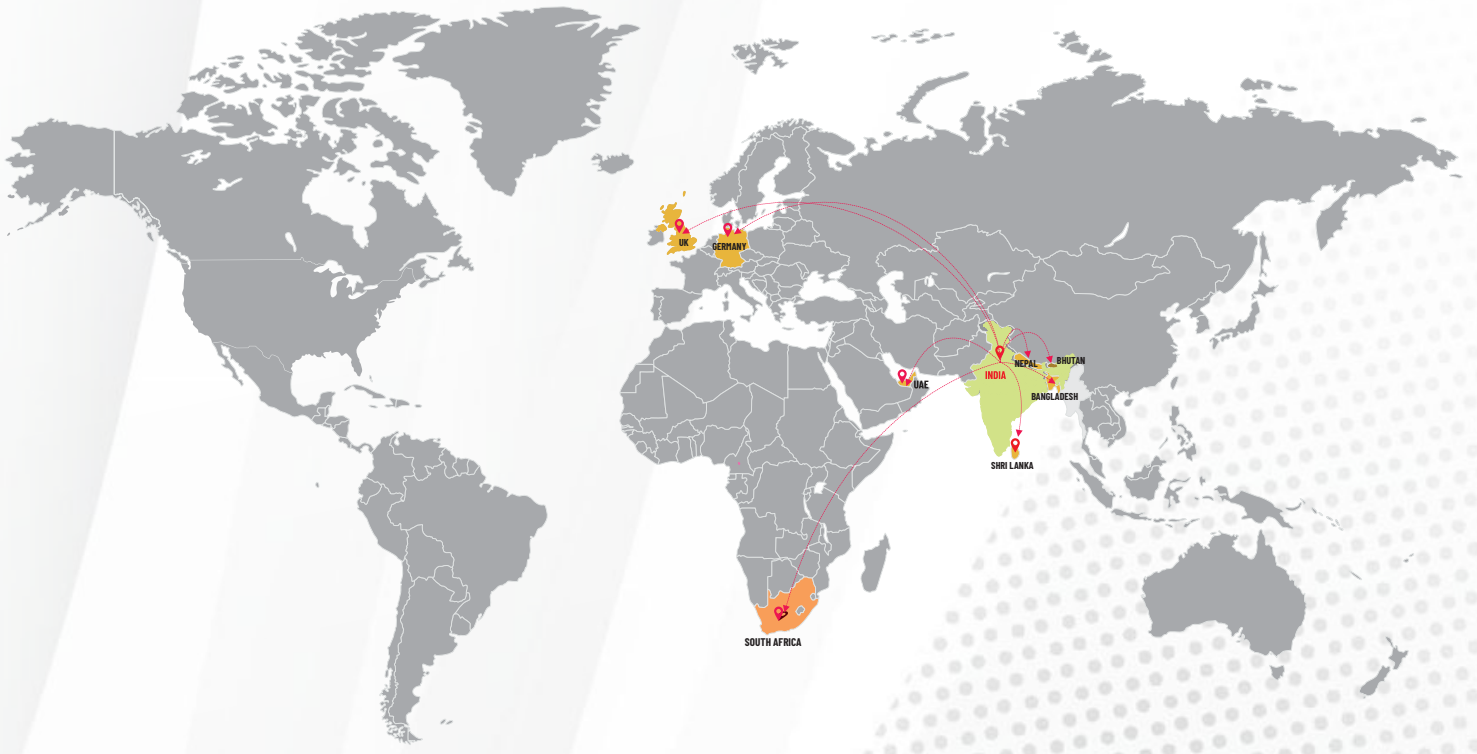 UK
GERMANY
BHUTAN
NEPAL
INDIA
UAE
BANGLADESH
SHRI LANKA
SOUTH AFRICA